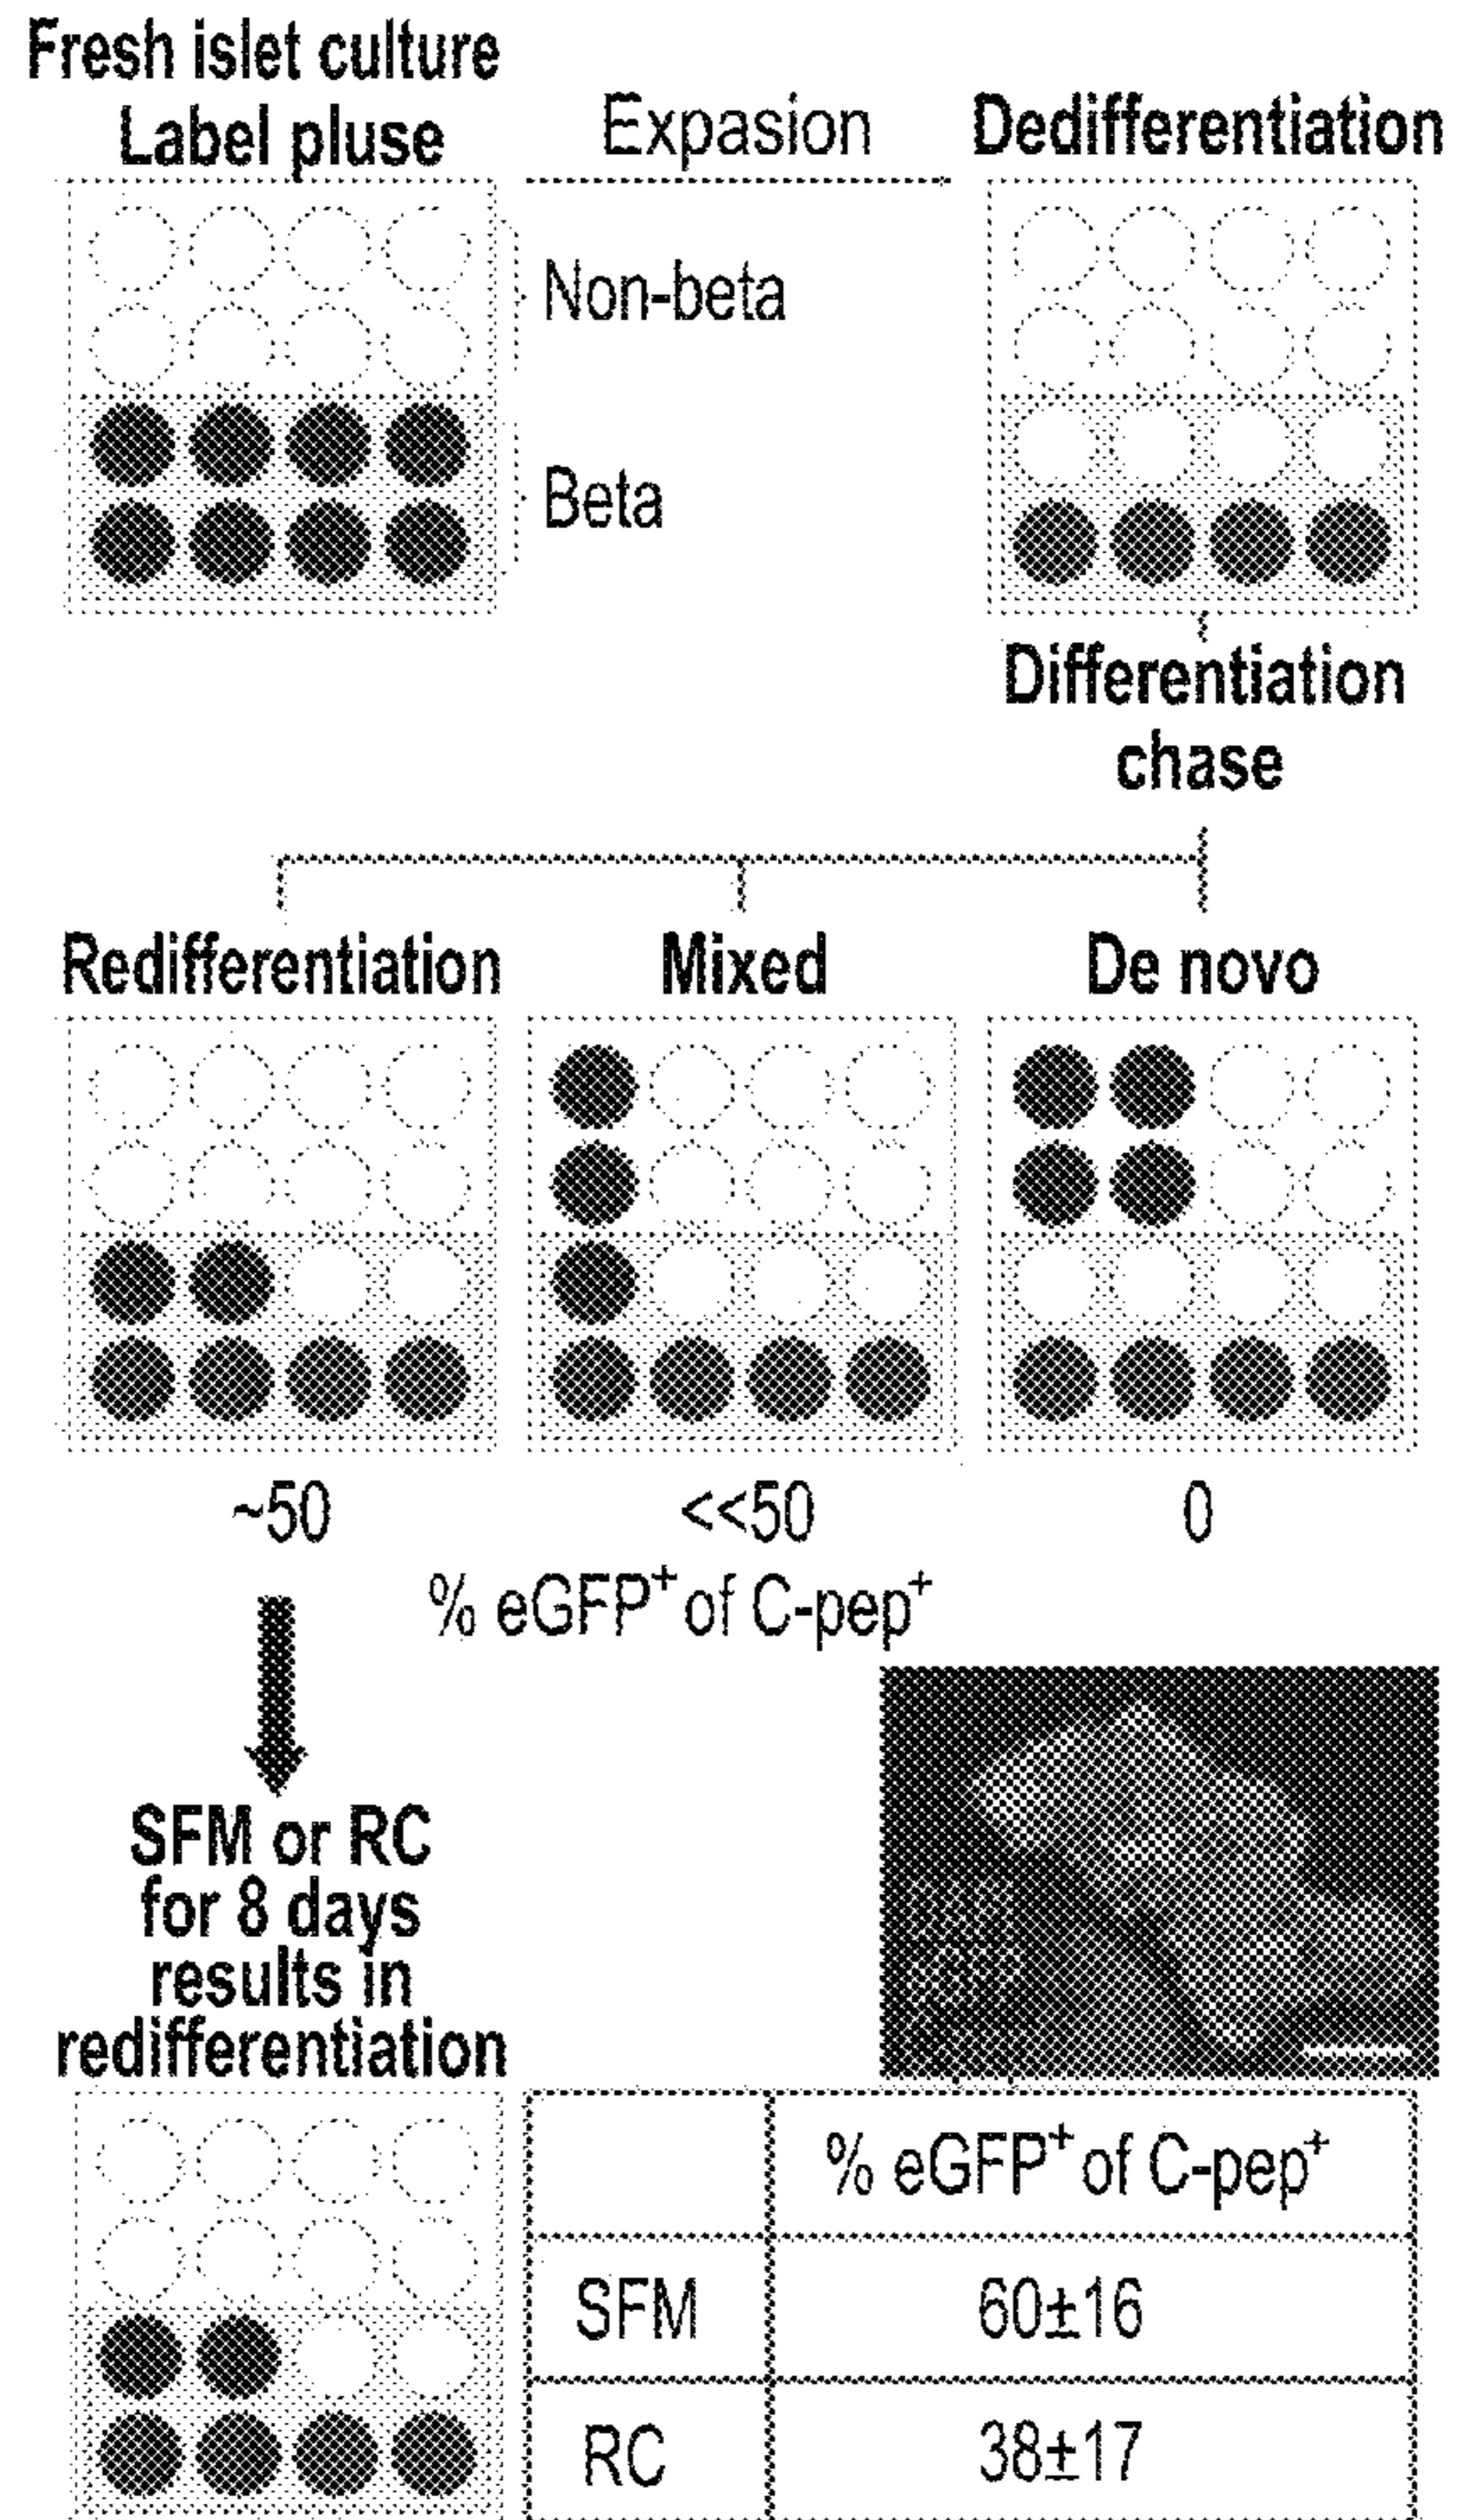 Fresh islet culture
Label pluse
Expasion
Dedifferentiation
Non-beta
Beta
Differentiation
chase
Redifferentiation
Mixed
De novo
~50
<<50
0
% eGFP⁺ of C-pep⁺
SFM or RC
for 8 days
results in
redifferentiation
% eGFP⁺ of C-pep⁺
SFM 60±16
RC 38±17